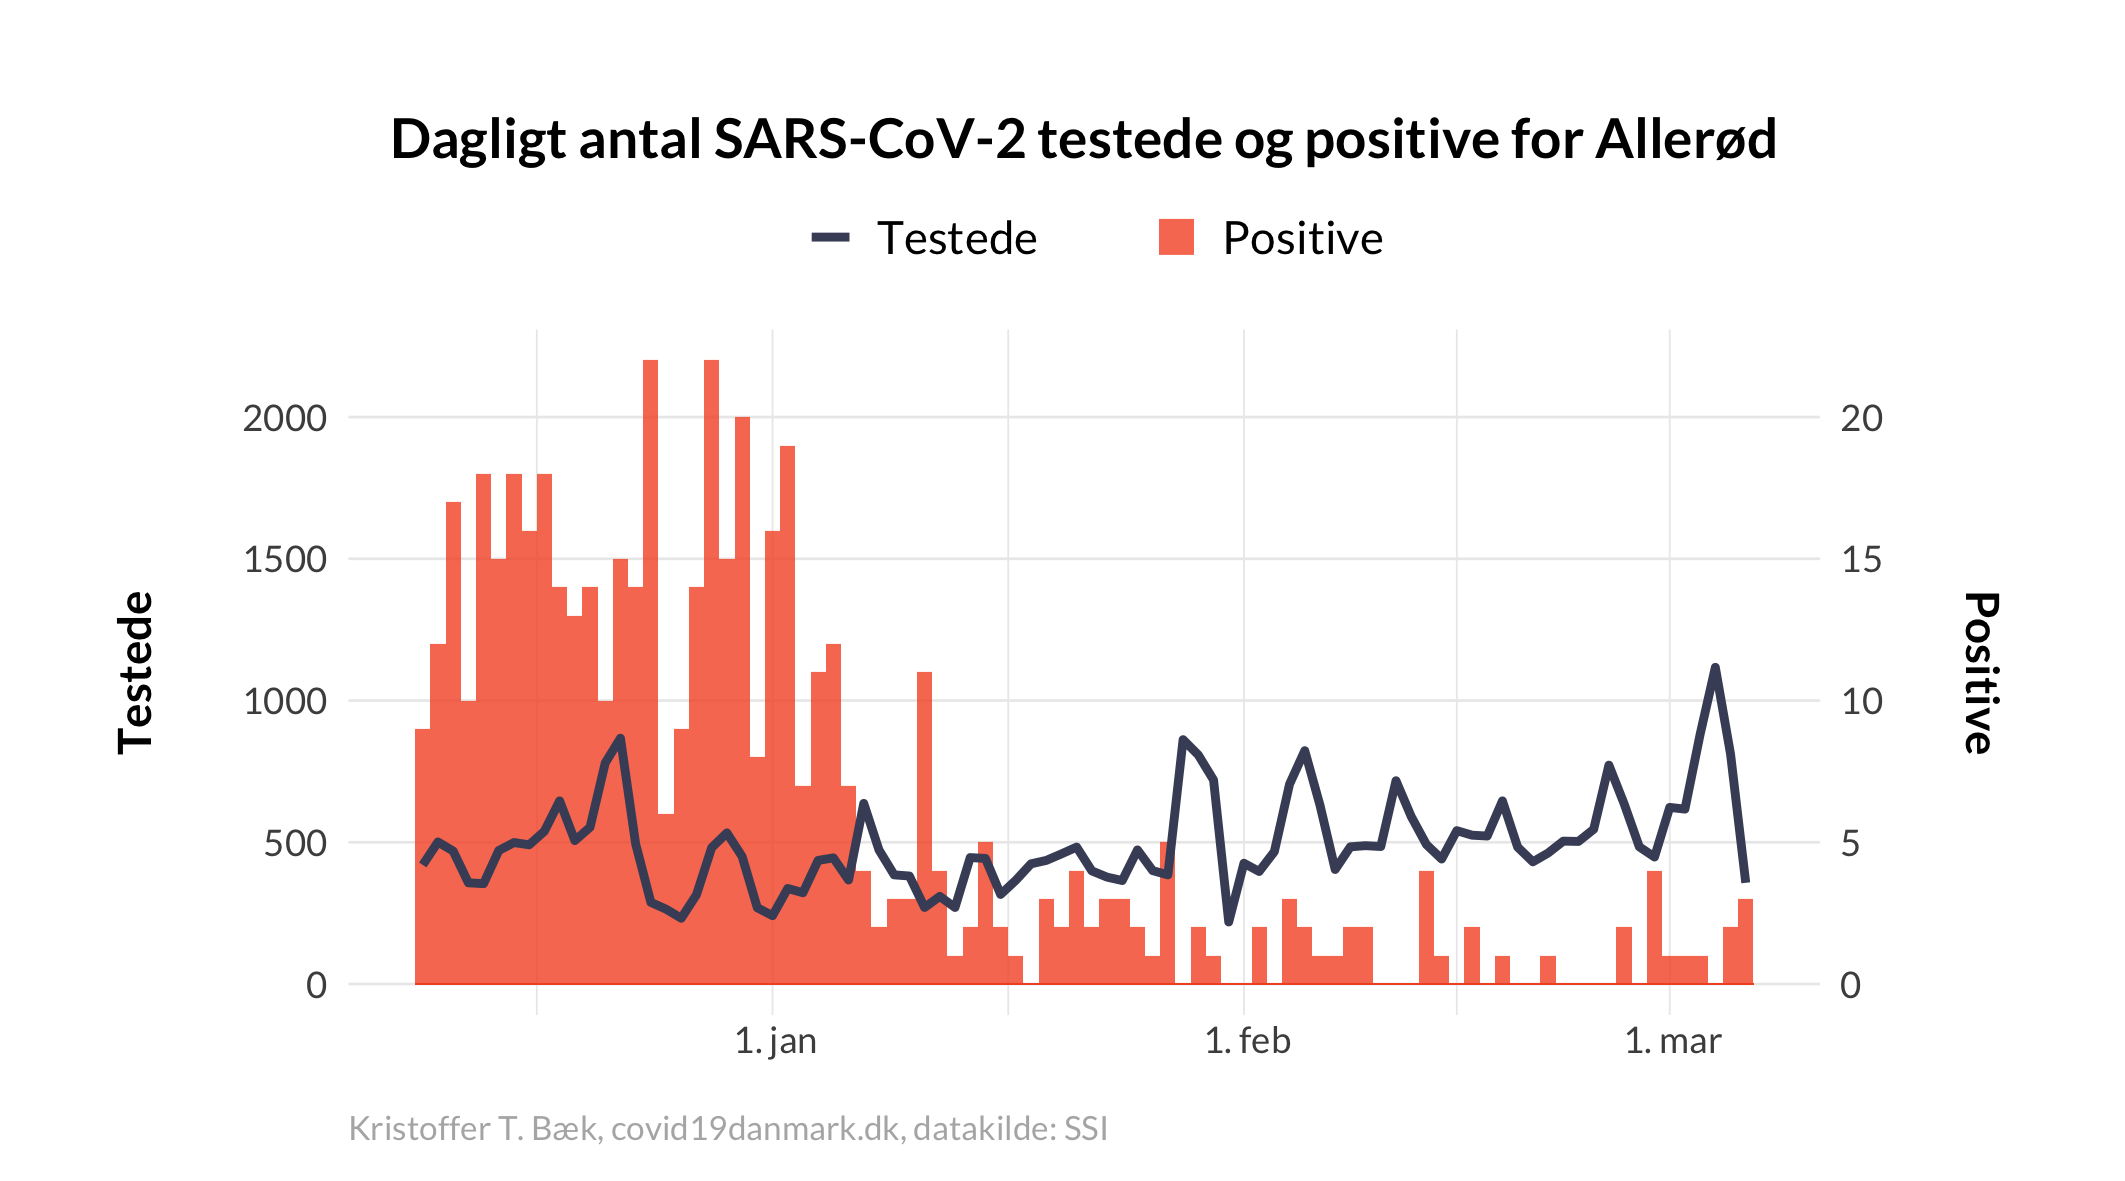 Dagligt antal SARS-CoV-2 testede og positive for Allerød
Testede Positive
2000 20
1500 15
1000 10
500 5
0 0
Testede
Positive
1. jan 1. feb 1. mar
Kristoffer T. Bæk, covid19danmark.dk, datakilde: SSI